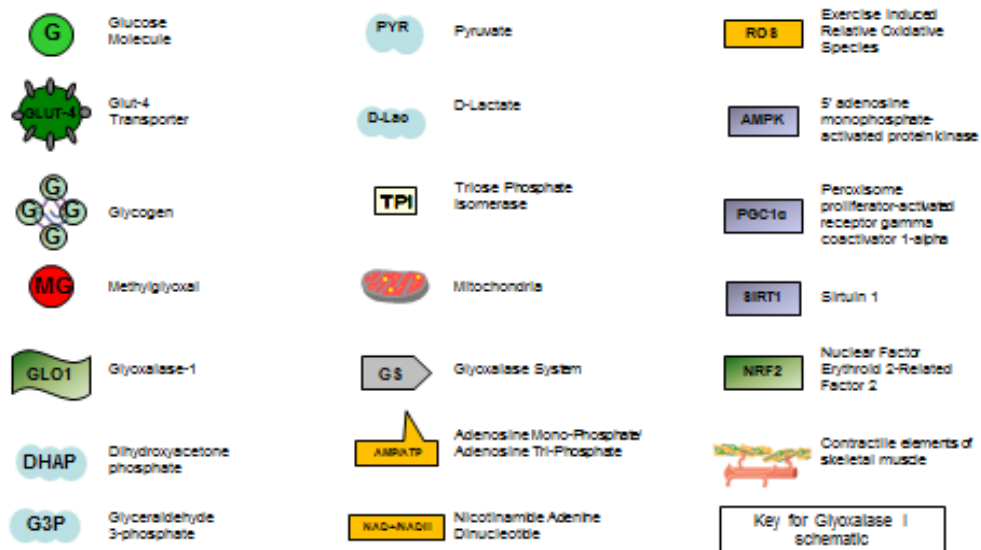 G
Glucose
Molecule
GLUT-4
Glut-4
Transporter
G
G
G
G
Glycogen
MG
Methylglyoxal
GLO1
Glyoxalase-1
DHAP
Dihydroxyacetone
phosphate
G3P
Glyceraldehyde
3-phosphate
PYR
Pyruvate
D-Lac
D-Lactate
TPI
Triose Phosphate
Isomerase
Mitochondria
GS
Glyoxalase System
AMP/ATP
Adenosine Mono-Phosphate/
Adenosine Tri-Phosphate
NAD+/NADH
Nicotinamide Adenine
Dinucleotide
ROS
Exercise Induced
Relative Oxidative
Species
AMPK
5' adenosine
monophosphate-
activated protein kinase
PGC1α
Peroxisome
proliferator-activated
receptor gamma
coactivator 1-alpha
SIRT1
Sirtuin 1
NRF2
Nuclear Factor
Erythroid 2-Related
Factor 2
Contractile elements of
skeletal muscle
Key for Glyoxalase I
schematic